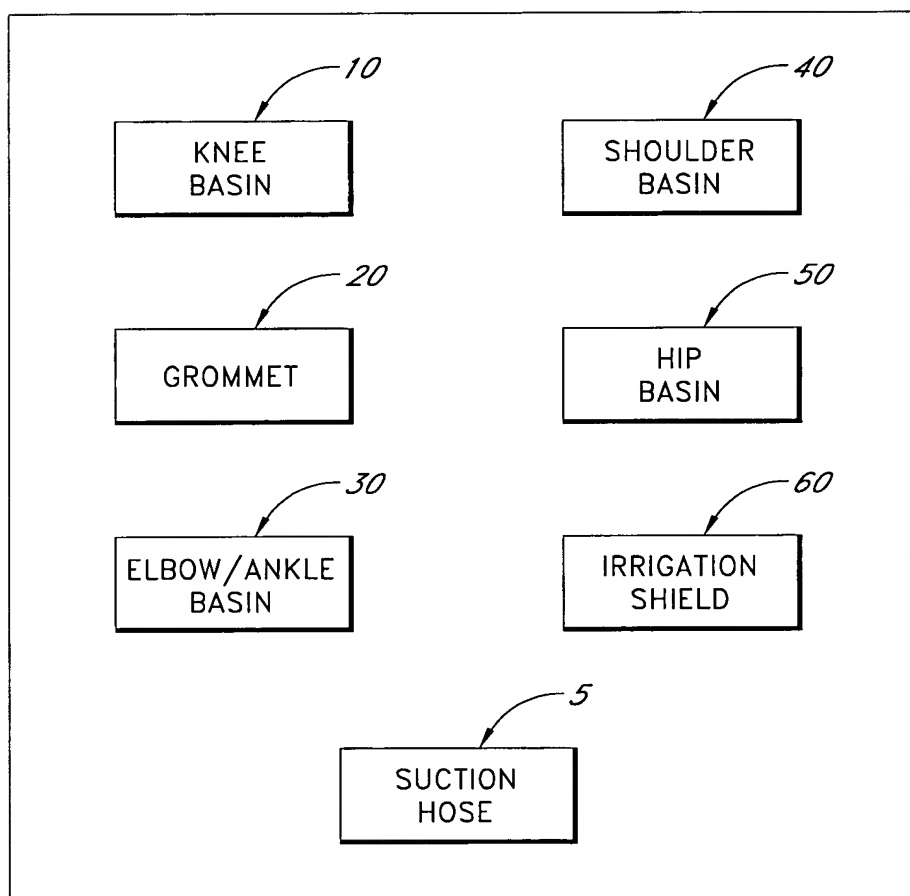 10
KNEE
BASIN
40
SHOULDER
BASIN
20
GROMMET
50
HIP
BASIN
30
ELBOW/ANKLE
BASIN
60
IRRIGATION
SHIELD
5
SUCTION
HOSE